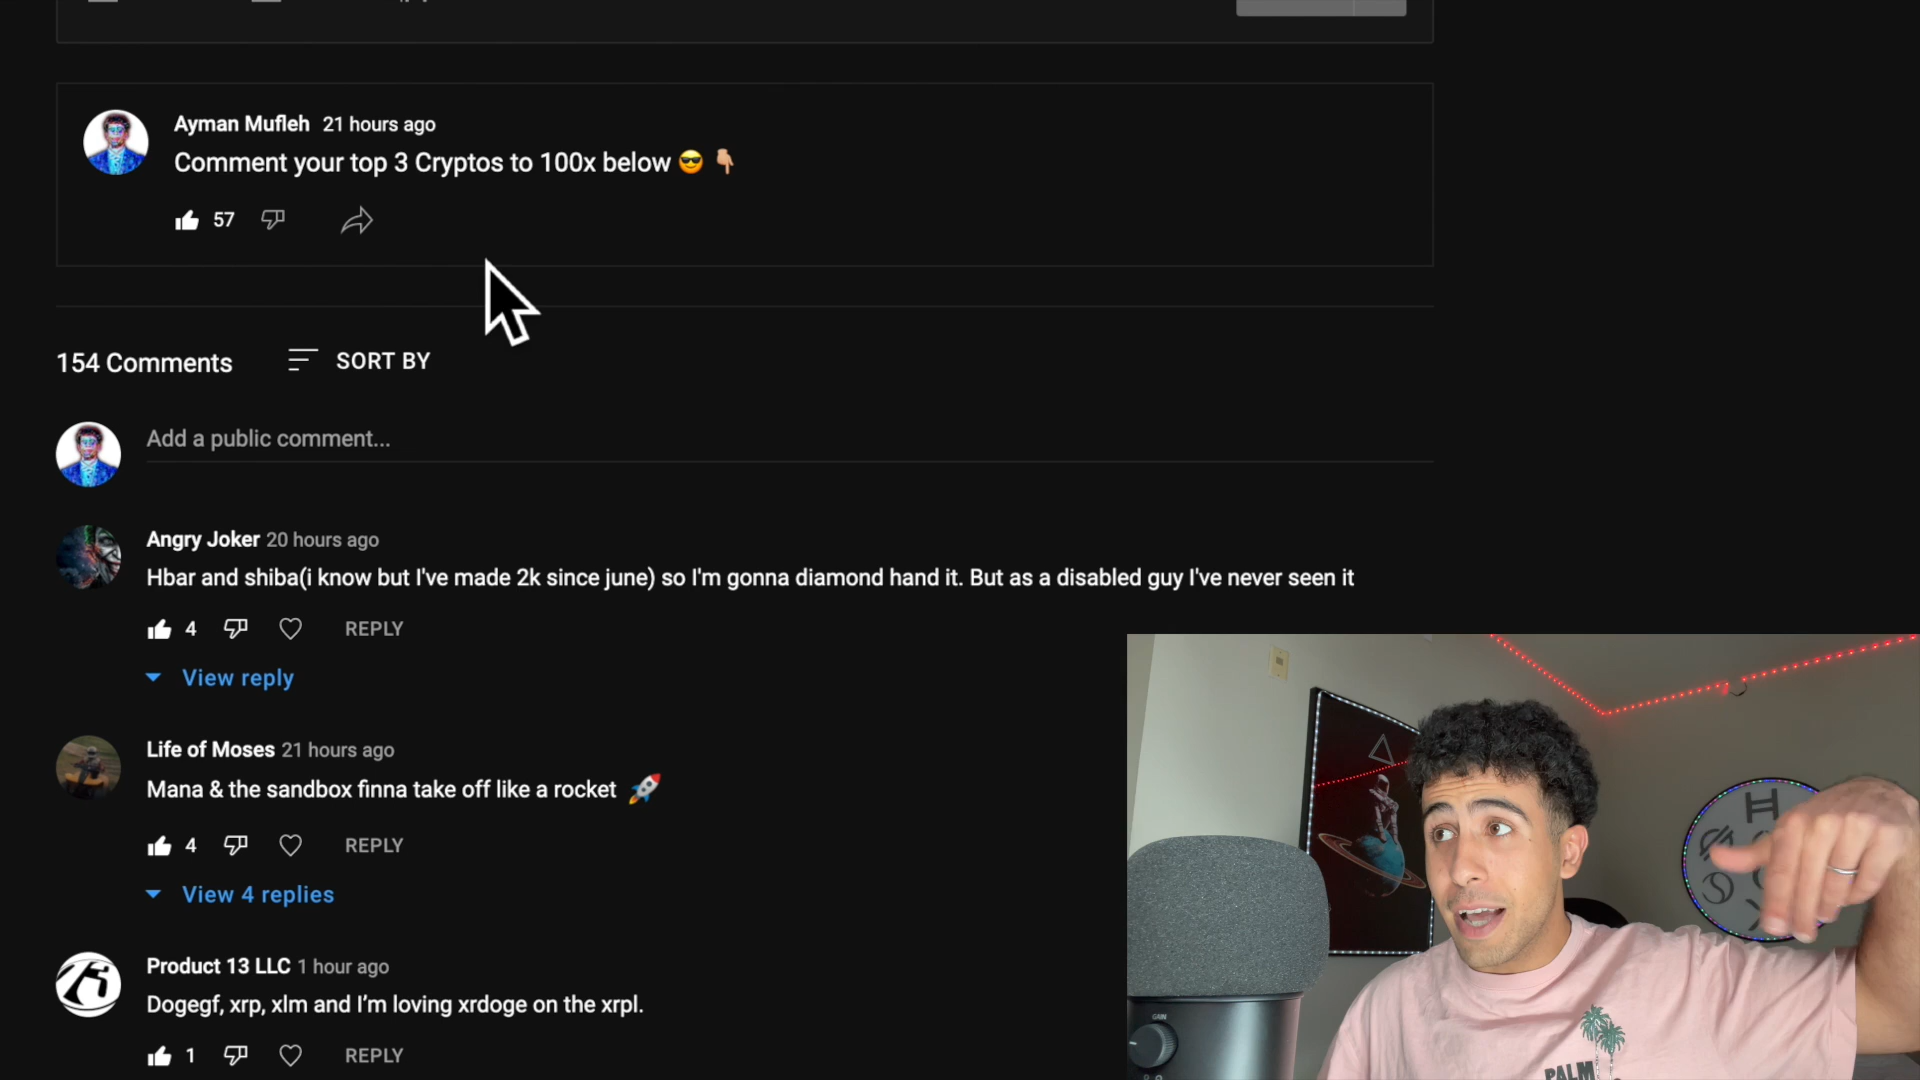 Ayman Mufleh 21 hours ago
Comment your top 3 Cryptos to 100x below 😎 👇🏼
57
154 Comments SORT BY
Add a public comment...
Angry Joker 20 hours ago
Hbar and shiba(i know but I've made 2k since june) so I'm gonna diamond hand it. But as a disabled guy I've never seen it
4 REPLY
View reply
Life of Moses 21 hours ago
Mana & the sandbox finna take off like a rocket 🚀
4 REPLY
View 4 replies
Product 13 LLC 1 hour ago
Dogegf, xrp, xlm and I’m loving xrdoge on the xrpl.
1 REPLY
GAIN
PALM